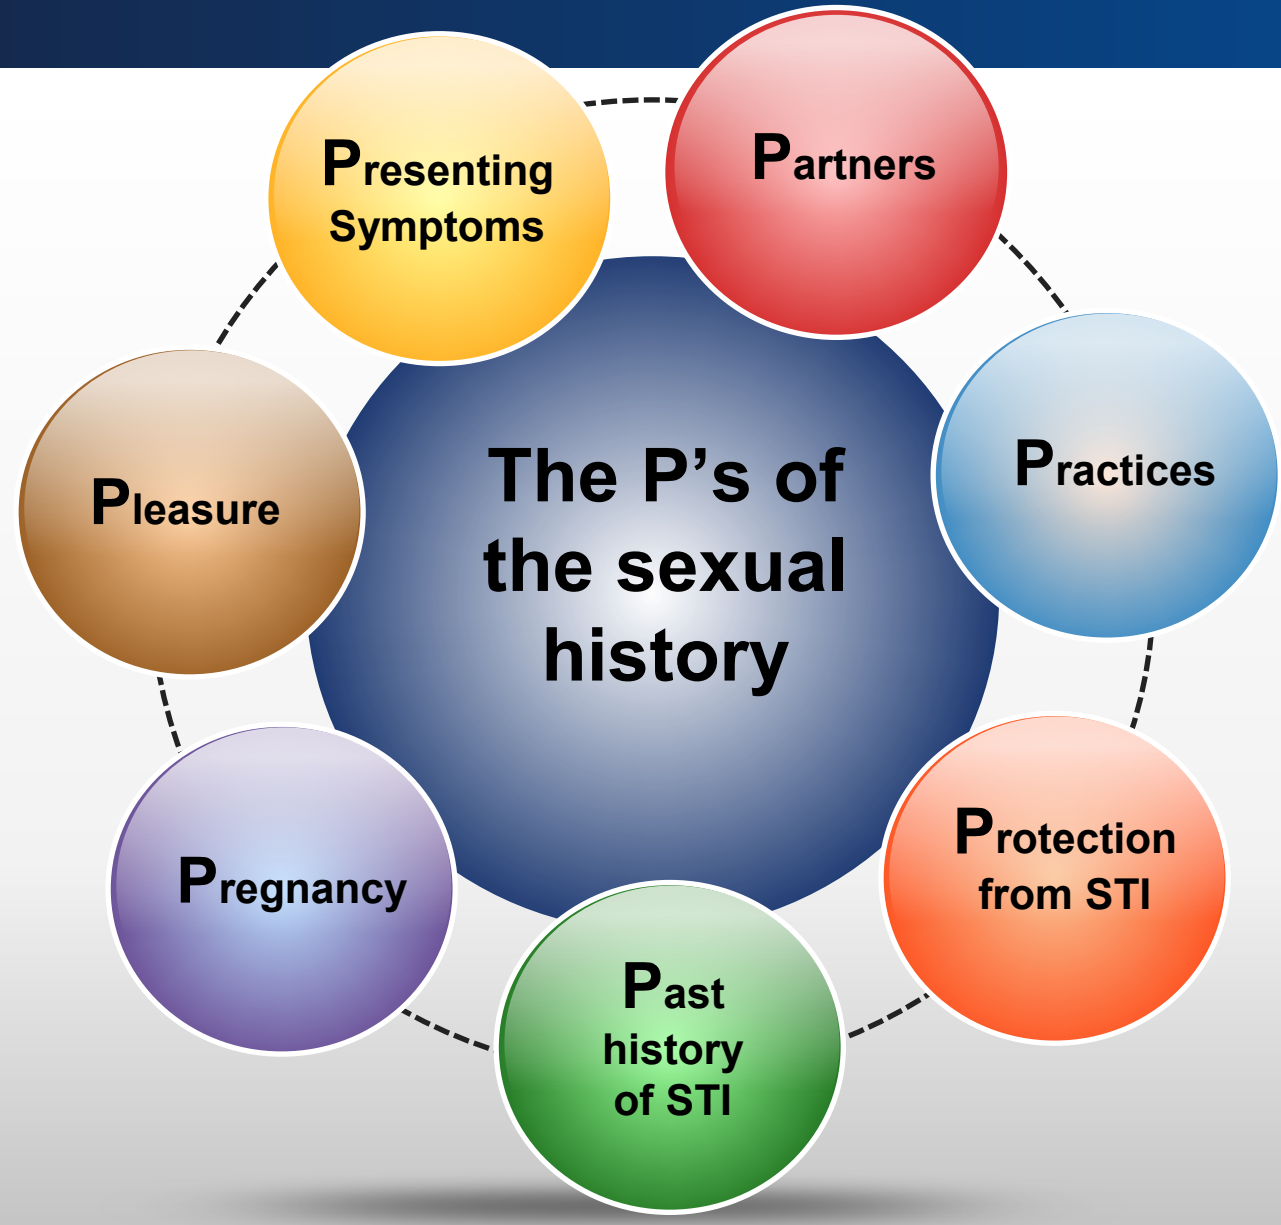 The P’s of
the sexual
history
Presenting
Symptoms
Partners
Practices
Protection
from STI
Past
history
of STI
Pregnancy
Pleasure